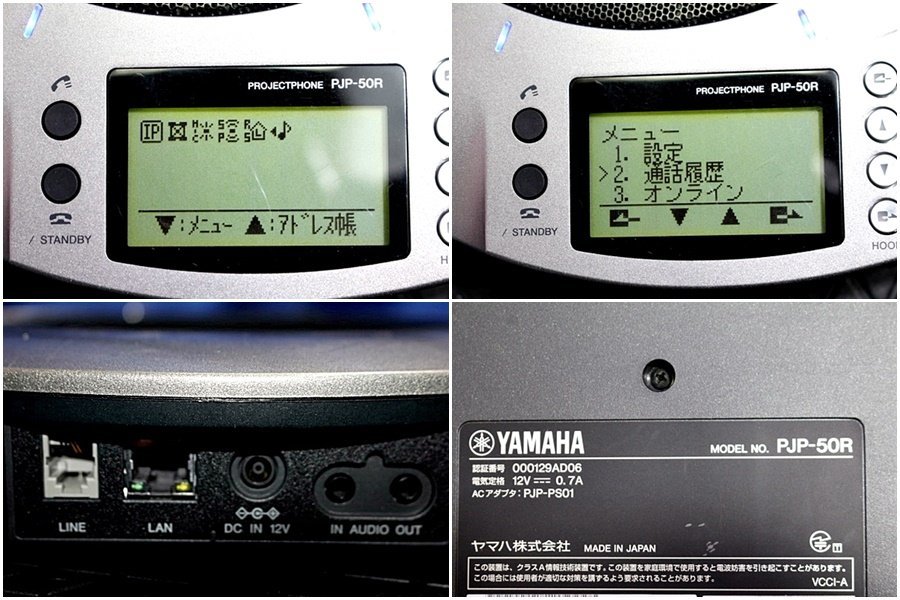 PROJECTPHONE PJP-50R
IP
▼:メニュー ▲:アドレス帳
/ STANDBY
PROJECTPHONE PJP-50R
メニュー
1. 設定
>2. 通話履歴
3. オンライン
/ STANDBY
HOO
LINE
LAN
DC IN 12V
IN AUDIO OUT
YAMAHA
MODEL NO. PJP-50R
認証番号 000129AD06
電気定格 12V 0.7A
ACアダプタ: PJP-PS01
ヤマハ株式会社 MADE IN JAPAN
この装置は、クラスA情報技術装置です。この装置を家庭環境で使用すると電波妨害を引き起こすことがあります。
この場合には使用者が適切な対策を講ずるよう要求されることがあります。
VCCI-A